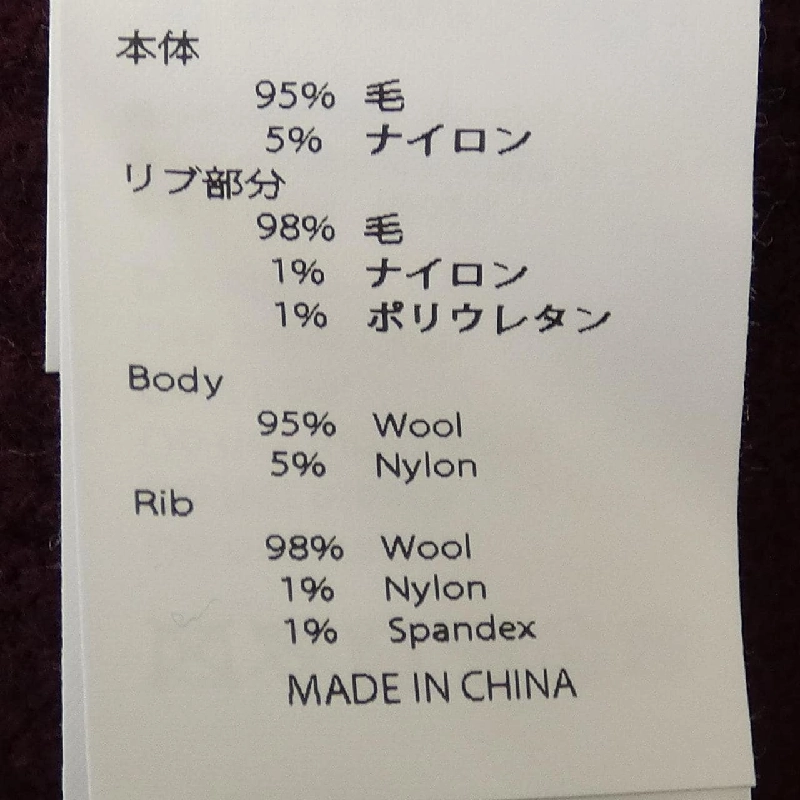 本体
95% 毛
5% ナイロン
リブ部分
98% 毛
1% ナイロン
1% ポリウレタン
Body
95% Wool
5% Nylon
Rib
98% Wool
1% Nylon
1% Spandex
MADE IN CHINA